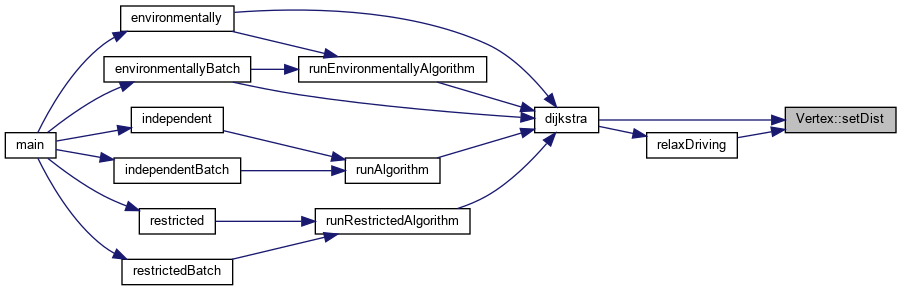 environmentally
environmentallyBatch
runEnvironmentallyAlgorithm
independent
dijkstra
Vertex::setDist
main
relaxDriving
independentBatch
runAlgorithm
restricted
runRestrictedAlgorithm
restrictedBatch